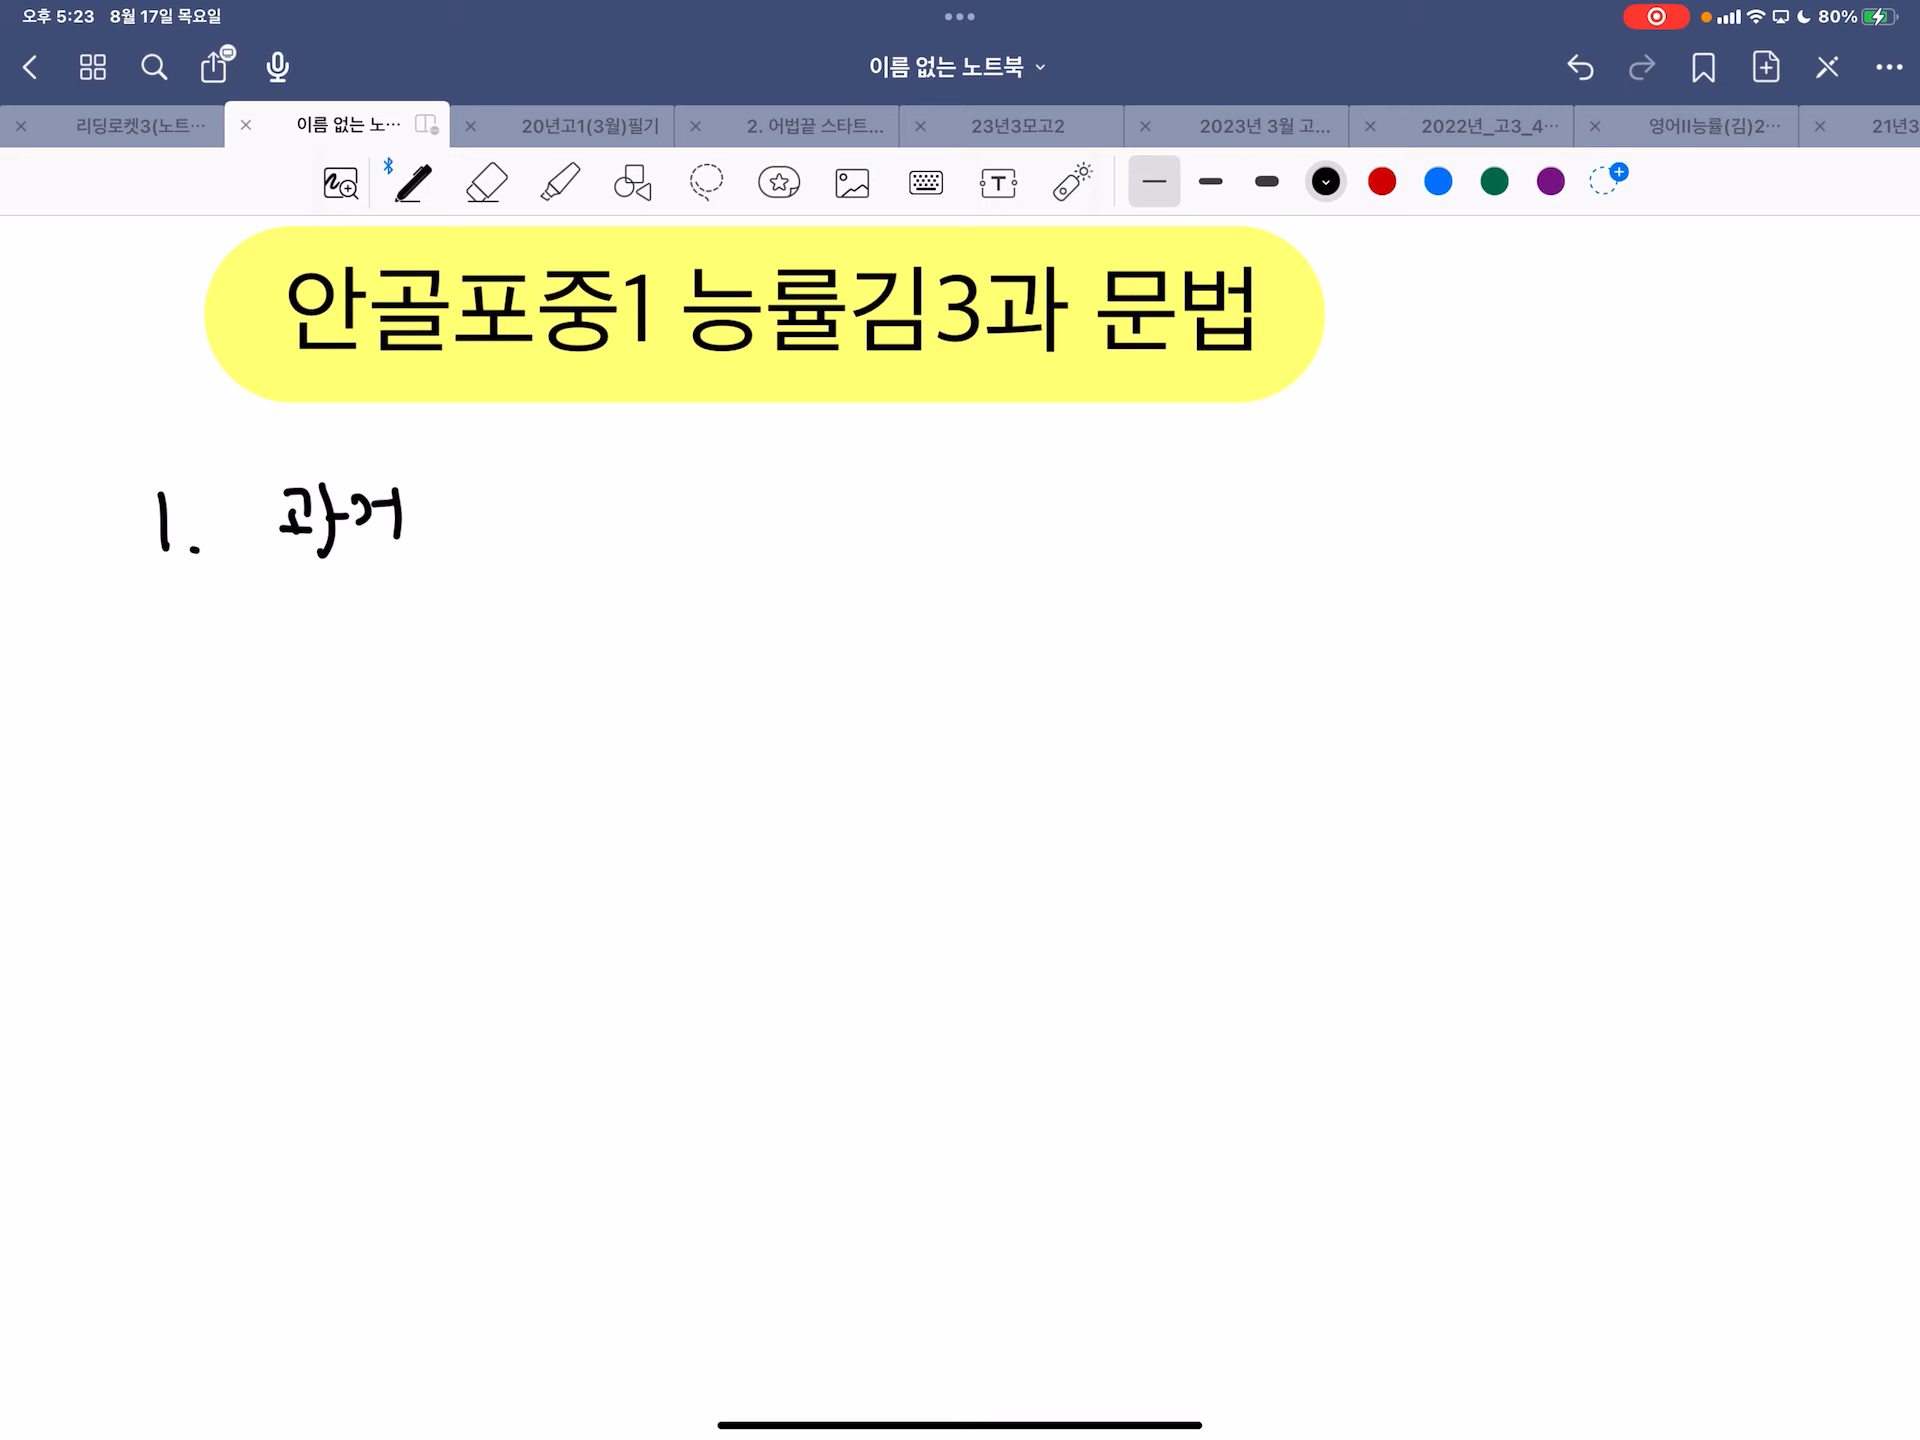 오후 5:23 8월 17일 목요일
80%
이름 없는 노트북
리딩로켓3(노트…
이름 없는 노…
20년고1(3월)필기
2. 어법끝 스타트...
23년3모고2
2023년 3월 고...
2022년_고3_4…
영어II능률(김)2…
21년3
안골포중1 능률김3과 문법
1. 과거